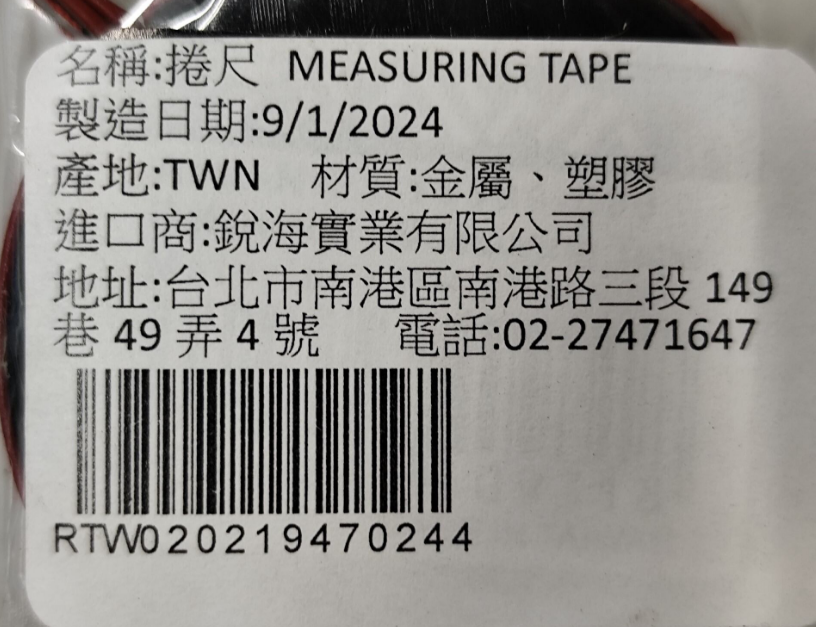 名稱:捲尺 MEASURING TAPE
製造日期:9/1/2024
產地:TWN 材質:金屬、塑膠
進口商:銳海實業有限公司
地址:台北市南港區南港路三段 149
巷 49 弄 4 號 電話:02-27471647
RTW020219470244